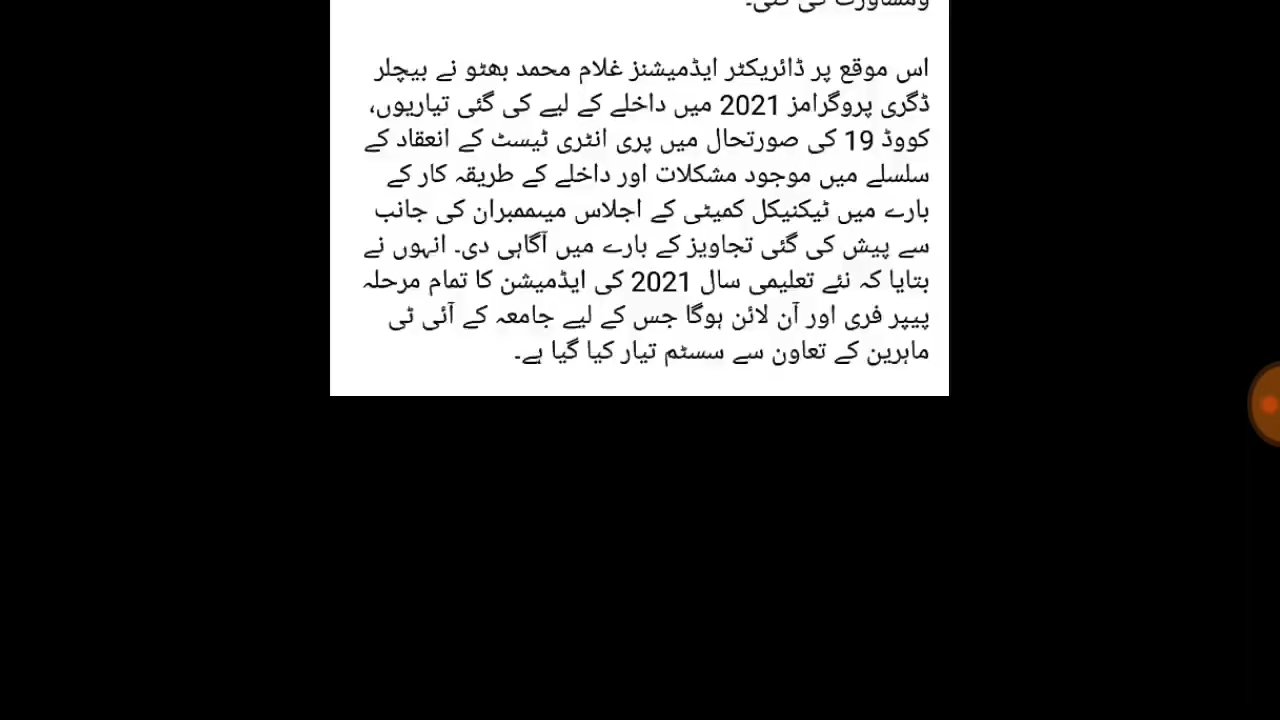 اس موقع پر ڈائریکٹر ایڈمیشنز غلام محمد بھٹو نے بیچلر
ڈگری پروگرامز 2021 میں داخلے کے لیے کی گئی تیاریوں،
کووڈ 19 کی صورتحال میں پری انٹری ٹیسٹ کے انعقاد کے
سلسلے میں موجود مشکلات اور داخلے کے طریقہ کار کے
بارے میں ٹیکنیکل کمیٹی کے اجلاس میںممبران کی جانب
سے پیش کی گئی تجاویز کے بارے میں آگاہی دی۔ انہوں نے
بتایا کہ نئے تعلیمی سال 2021 کی ایڈمیشن کا تمام مرحلہ
پیپر فری اور آن لائن ہوگا جس کے لیے جامعہ کے آئی ٹی
ماہرین کے تعاون سے سسٹم تیار کیا گیا ہے۔